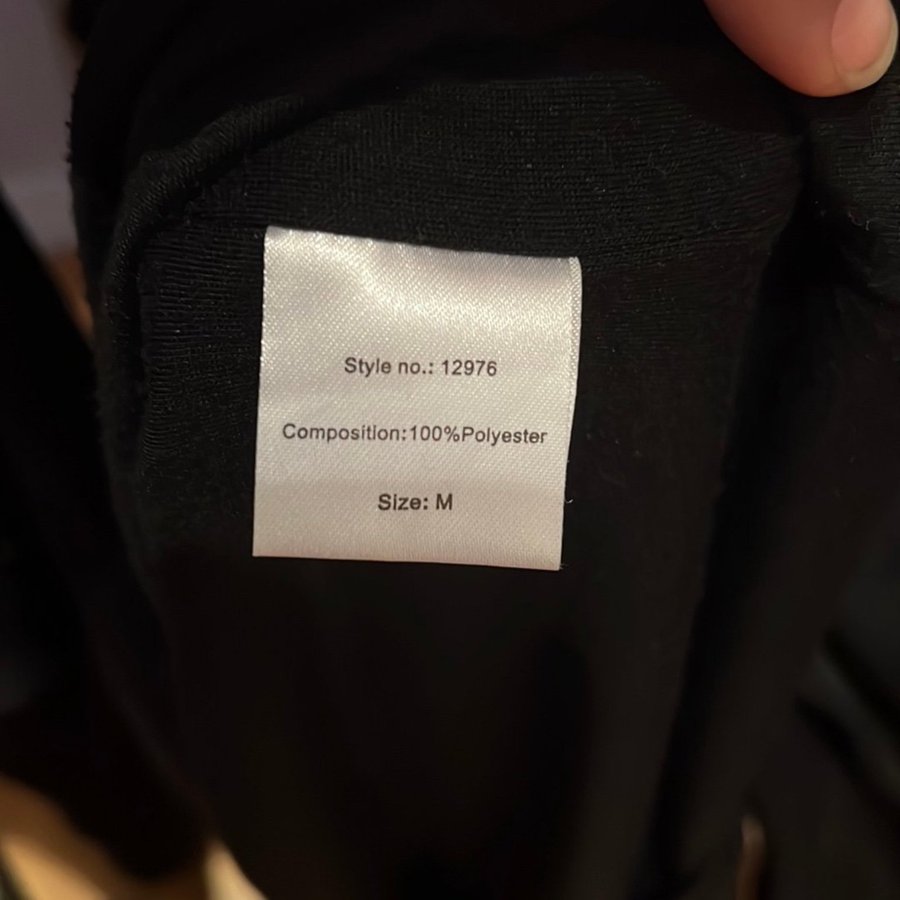 Style no.: 12976
Composition:100%Polyester
Size: M